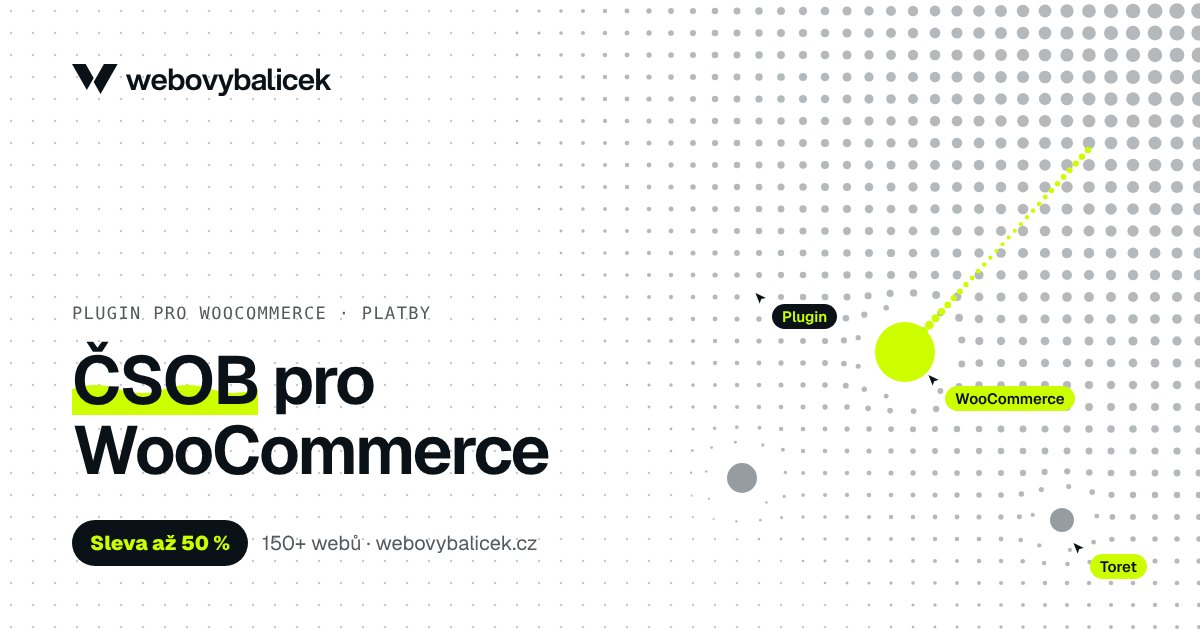 webovybalicek
PLUGIN PRO WOOCOMMERCE · PLATBY
ČSOB pro
WooCommerce
Sleva až 50 %
150+ webů · webovybalicek.cz
Plugin
WooCommerce
Toret